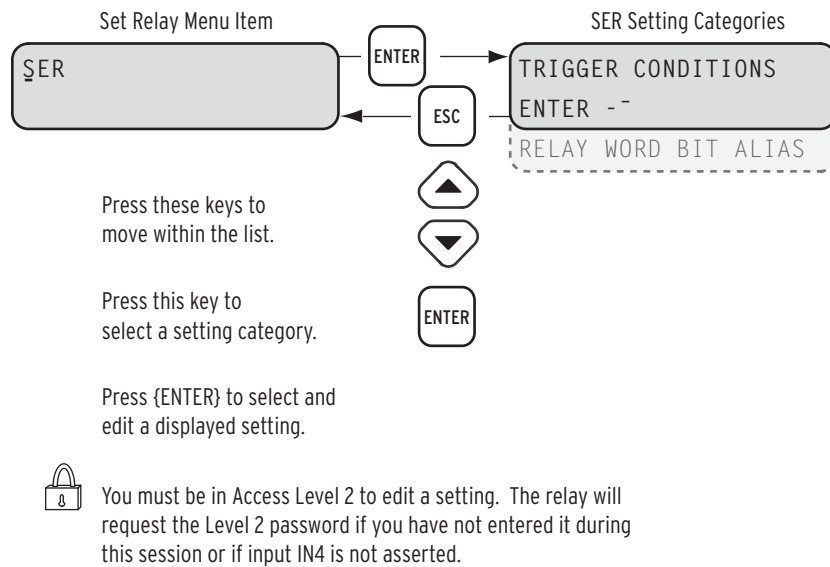 Set Relay Menu Item
SER Setting Categories
SER
ENTER
TRIGGER CONDITIONS
ESC
ENTER -¯
RELAY WORD BIT ALIAS
Press these keys to
move within the list.
Press this key to
select a setting category.
ENTER
Press {ENTER} to select and
edit a displayed setting.
You must be in Access Level 2 to edit a setting. The relay will
request the Level 2 password if you have not entered it during
this session or if input IN4 is not asserted.